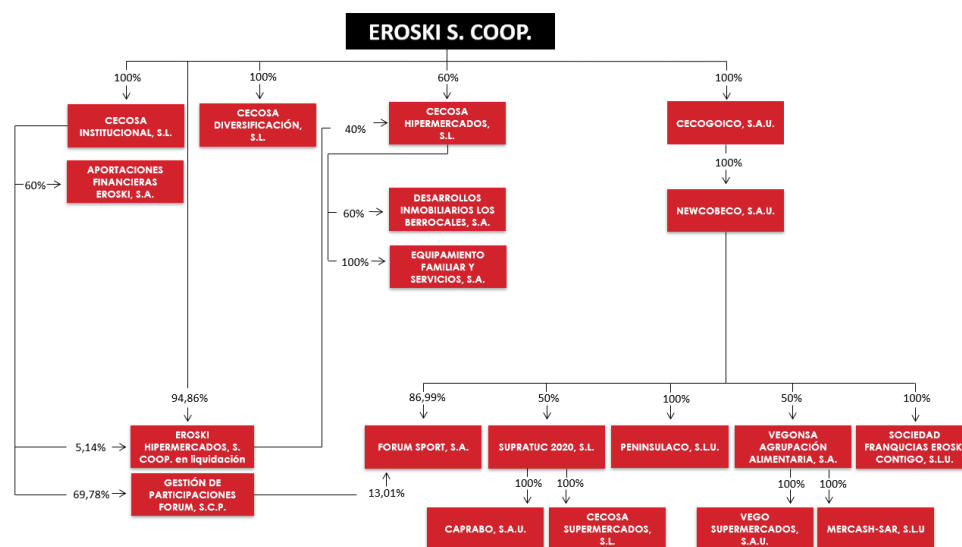 EROSKI S. COOP.
100%
100%
60%
100%
CECOSA
INSTITUCIONAL, S.L.
CECOSA
DIVERSIFICACIÓN,
S.L.
40%
CECOSA
HIPERMERCADOS,
S.L.
CECOGOICO, S.A.U.
100%
60%
APORTACIONES
FINANCIERAS
EROSKI, S.A.
60%
DESARROLLOS
INMOBILIARIOS LOS
BERROCALES, S.A.
NEWCOBECO, S.A.U.
100%
EQUIPAMIENTO
FAMILIAR Y
SERVICIOS, S.A.
94,86%
86,99%
50%
100%
50%
100%
5,14%
EROSKI
HIPERMERCADOS, S.
COOP. en liquidación
FORUM SPORT, S.A.
SUPRATUC 2020, S.L.
PENINSULACO, S.L.U.
VEGONSA
AGRUPACIÓN
ALIMENTARIA, S.A.
SOCIEDAD
FRANQUCIAS EROSKI
CONTIGO, S.L.U.
69,78%
GESTIÓN DE
PARTICIPACIONES
FORUM, S.C.P.
13,01%
100%
100%
100%
100%
CAPRABO, S.A.U.
CECOSA
SUPERMERCADOS,
S.L.
VEGO
SUPERMERCADOS,
S.A.U.
MERCASH-SAR, S.L.U